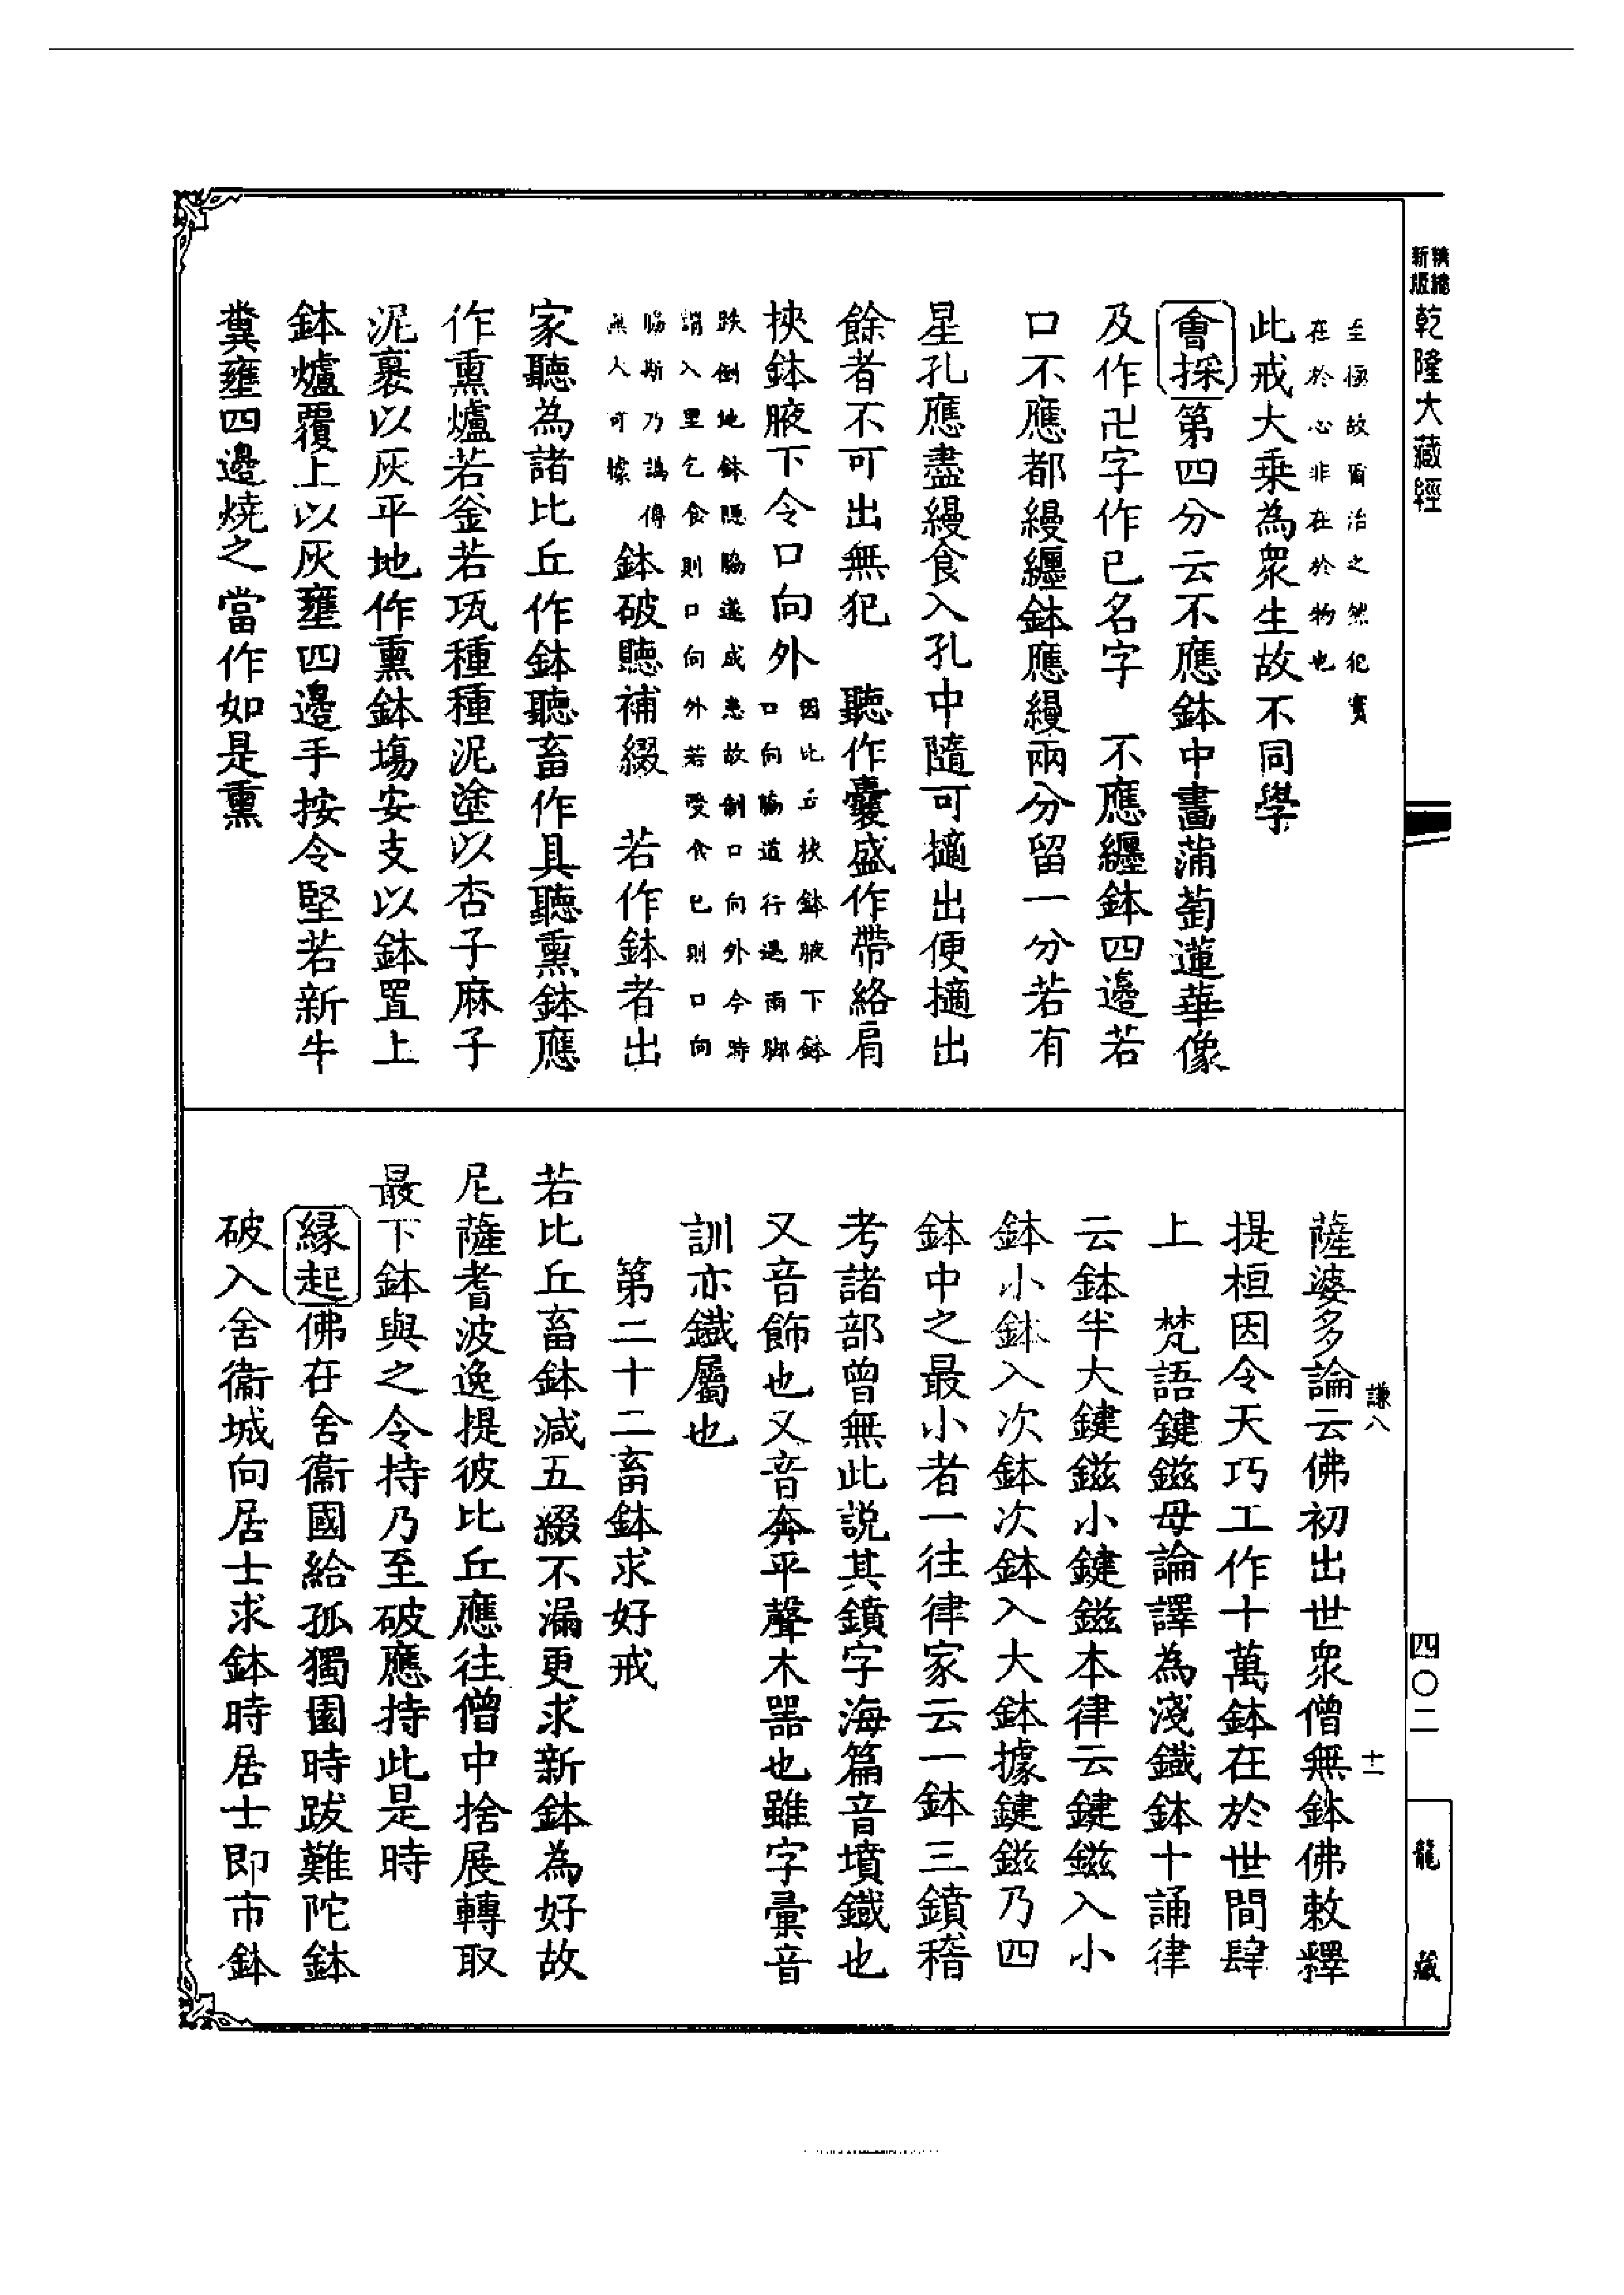 精縮
新版
乾隆大藏經
四〇二
龍藏
至極故爾治之然犯實
在於心非在於物也
此戒大乘為衆生故不同學
會採第四分云不應鉢中畫蒲萄蓮華像
及作卍字作已名字　不應纏鉢四邊若
口不應都縵纏鉢應縵兩分留一分若有
星孔應盡縵食入孔中隨可擿出便擿出
餘者不可出無犯　聽作囊盛作帶絡肩
挾鉢腋下令口向外因比丘挾鉢腋下鉢
口向脇道行遇雨脚
跌倒地鉢隱脇遂成患故制口向外今時
謂入里乞食則口向外若受食已則口向
脇斯乃譌傳
無人可據　鉢破聽補綴　若作鉢者出
家聽為諸比丘作鉢聽畜作具聽熏鉢應
作熏爐若釜若瓨種種泥塗以杏子麻子
泥裹以灰平地作熏鉢塲安支以鉢置上
鉢爐覆上以灰壅四邊手按令堅若新牛
糞壅四邊燒之當作如是熏
謙八
十一
薩婆多論云佛初出世衆僧無鉢佛敕釋
提桓因令天巧工作十萬鉢在於世間肆
上　梵語鍵鎡母論譯為淺鐵鉢十誦律
云鉢半大鍵鎡小鍵鎡本律云鍵鎡入小
鉢小鉢入次鉢次鉢入大鉢據鍵鎡乃四
鉢中之最小者一往律家云一鉢三鐼稽
考諸部曾無此說其鐼字海篇音墳鐵也
又音飾也又音奔平聲木器也雖字彙音
訓亦鐵屬也
第二十二畜鉢求好戒
若比丘畜鉢減五綴不漏更求新鉢為好故
尼薩耆波逸提彼比丘應往僧中捨展轉取
最下鉢與之令持乃至破應持此是時
緣起佛在舍衞國給孤獨園時跋難陀鉢
破入舍衞城向居士求鉢時居士即市鉢